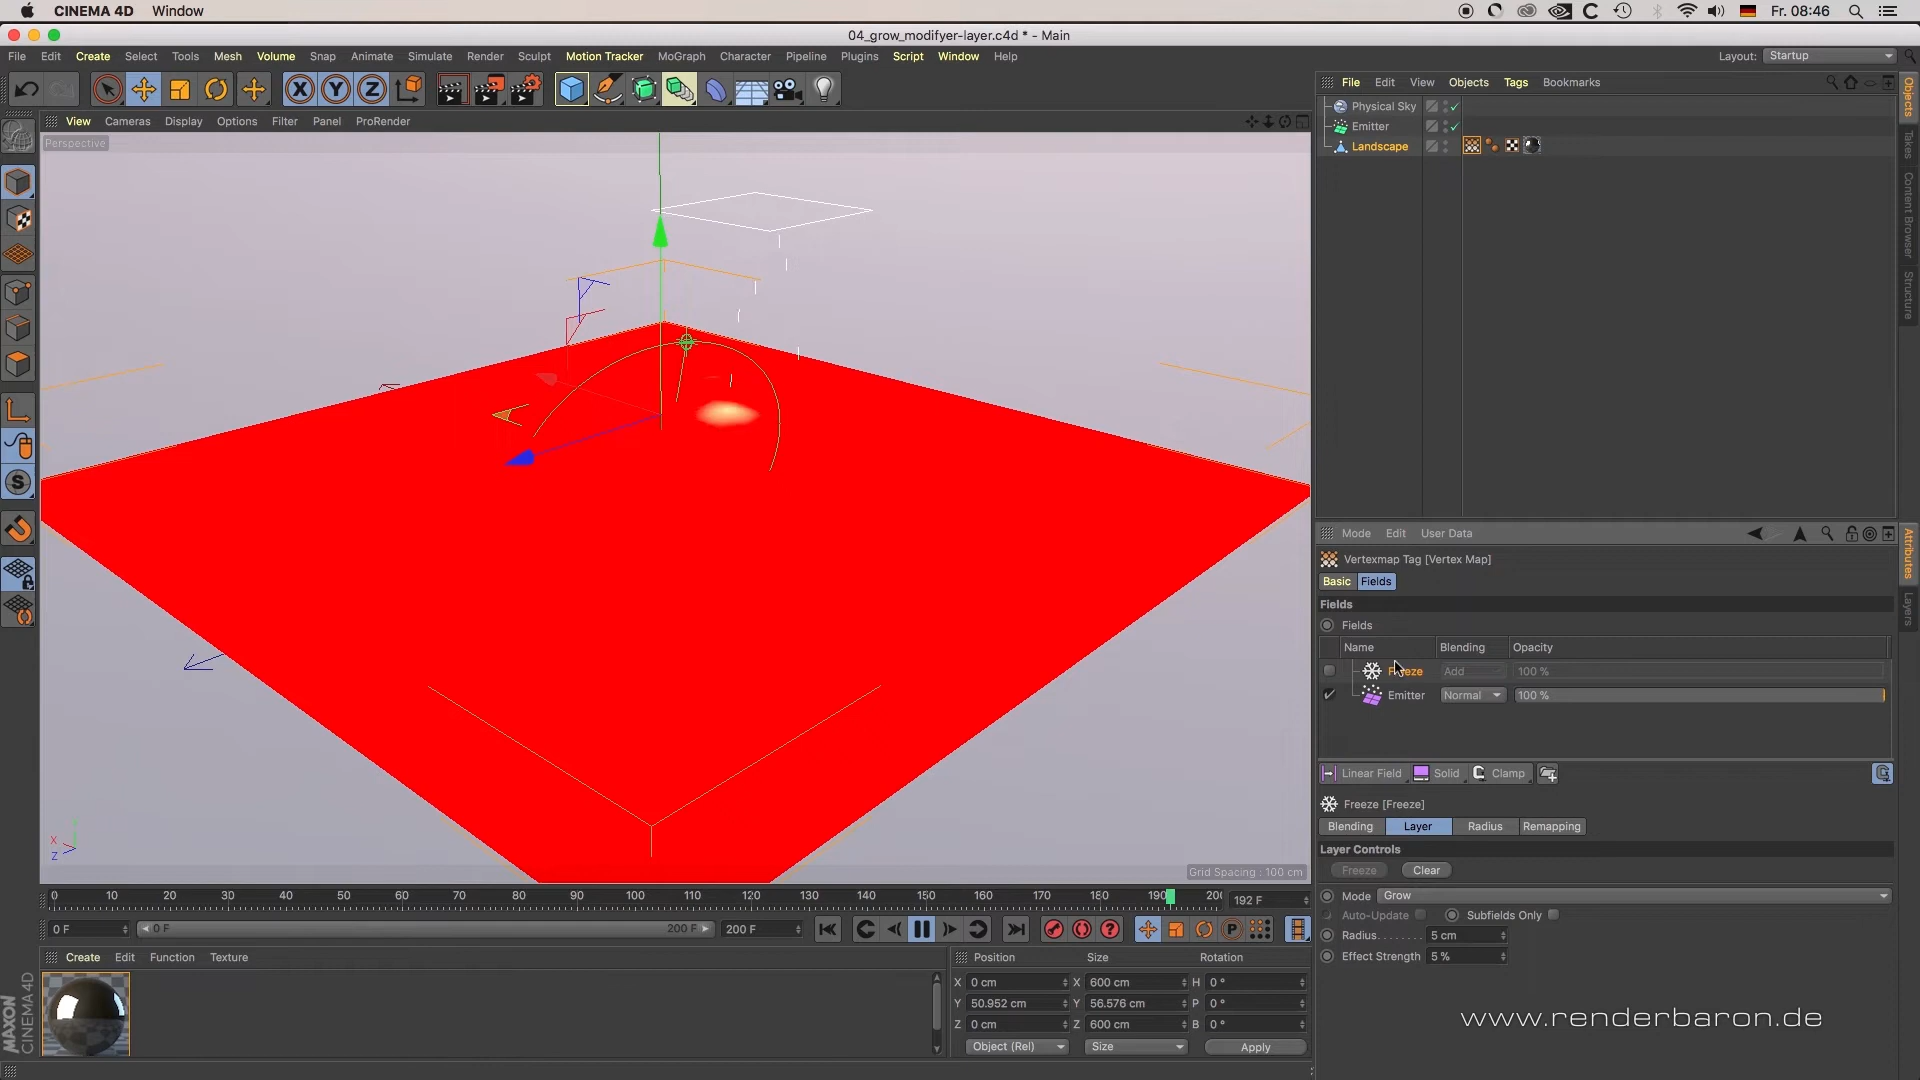 CINEMA 4D Window
Fr. 08:46
04_grow_modifyer-layer.c4d * - Main
File Edit Create Select Tools Mesh Volume Snap Animate Simulate Render Sculpt Motion Tracker MoGraph Character Pipeline Plugins Script Window Help
Layout: Startup
X Y Z
File Edit View Objects Tags Bookmarks
View Cameras Display Options Filter Panel ProRender
Perspective
Physical Sky
Emitter
Landscape
Objects
Takes
Content Browser
Structure
Mode Edit User Data
Vertexmap Tag [Vertex Map]
Basic Fields
Fields
Fields
Name Blending Opacity
Freeze Add 100 %
Emitter Normal 100 %
Linear Field Solid Clamp
Freeze [Freeze]
Blending Layer Radius Remapping
Layer Controls
Freeze Clear
Mode Grow
Auto-Update Subfields Only
Radius 5 cm
Effect Strength 5 %
Attributes
Layers
X
Z
Grid Spacing : 100 cm
0 10 20 30 40 50 60 70 80 90 100 110 120 130 140 150 160 170 180 190 200
192 F
0 F 0 F 200 F 200 F
Create Edit Function Texture
Position Size Rotation
X 0 cm X 600 cm H 0 °
Y 50.952 cm Y 56.576 cm P 0 °
Z 0 cm Z 600 cm B 0 °
Object (Rel) Size Apply
MAXON
CINEMA 4D
www.renderbaron.de